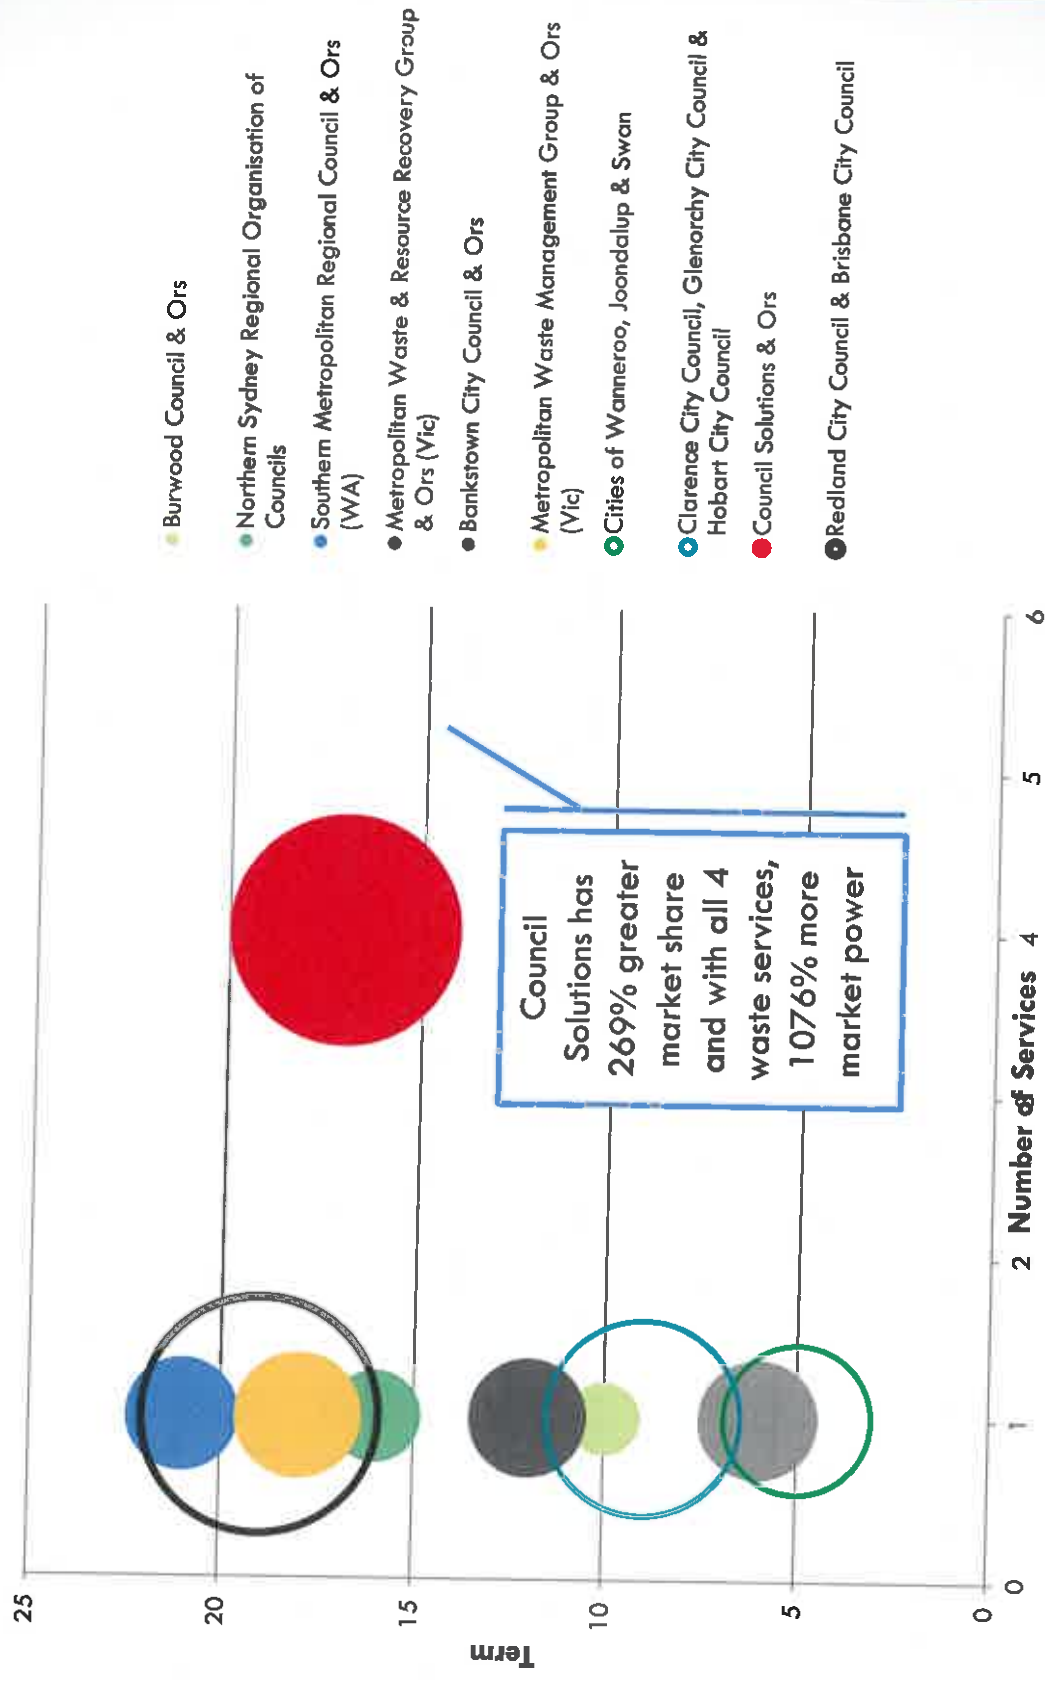 25
20
15
10
5
0
Term
0
1
2
4
5
6
Number of Services
Council
Solutions has
269% greater
market share
and with all 4
waste services,
1076% more
market power
Burwood Council & Ors
Northern Sydney Regional Organisation of
Councils
Southern Metropolitan Regional Council & Ors
(WA)
Metropolitan Waste & Resource Recovery Group
& Ors (Vic)
Bankstown City Council & Ors
Metropolitan Waste Management Group & Ors
(Vic)
Cities of Wanneroo, Joondalup & Swan
Clarence City Council, Glenorchy City Council &
Hobart City Council
Council Solutions & Ors
Redland City Council & Brisbane City Council